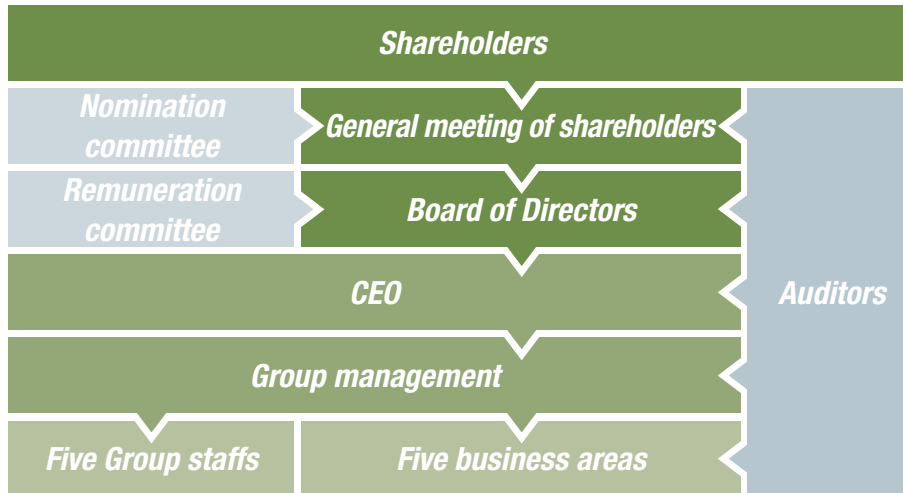 Shareholders
Nomination
committee
General meeting of shareholders
Remuneration
committee
Board of Directors
CEO
Auditors
Group management
Five Group staffs
Five business areas